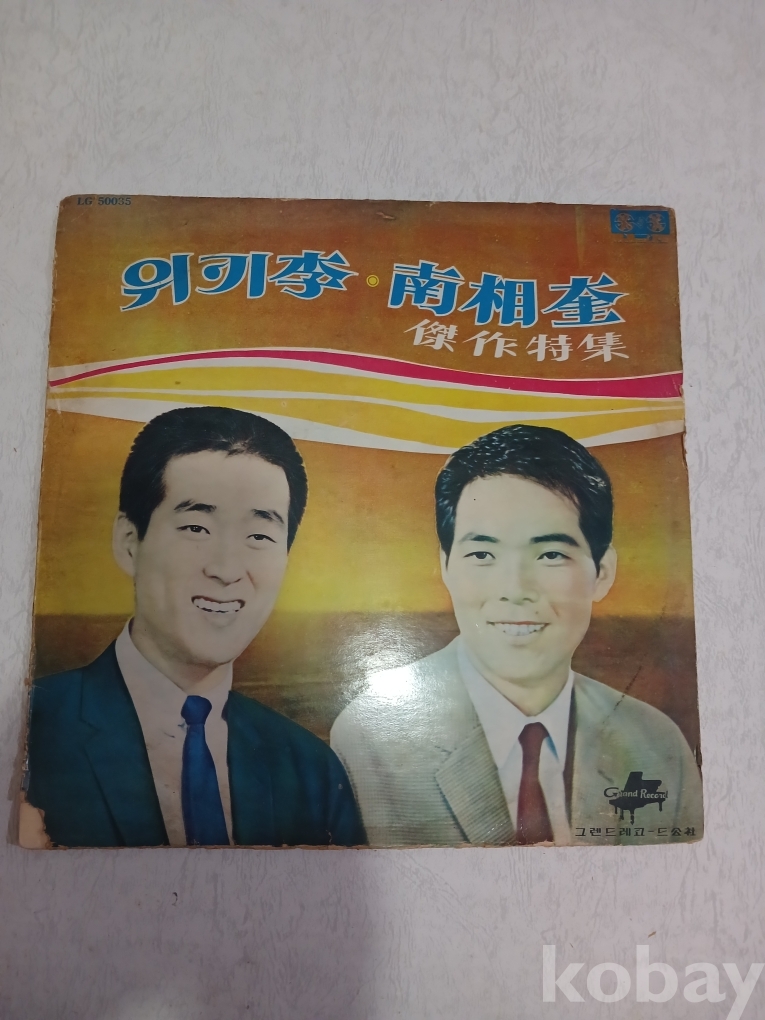 LG 50035
위키李·南相奎
傑作特集
Grand Record
그렌드레코-드公社
kobay